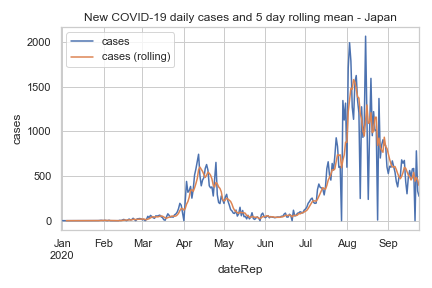 New COVID-19 daily cases and 5 day rolling mean - Japan
cases
cases (rolling)
2000
1500
1000
500
0
cases
Jan Feb Mar Apr May Jun Jul Aug Sep
2020
dateRep